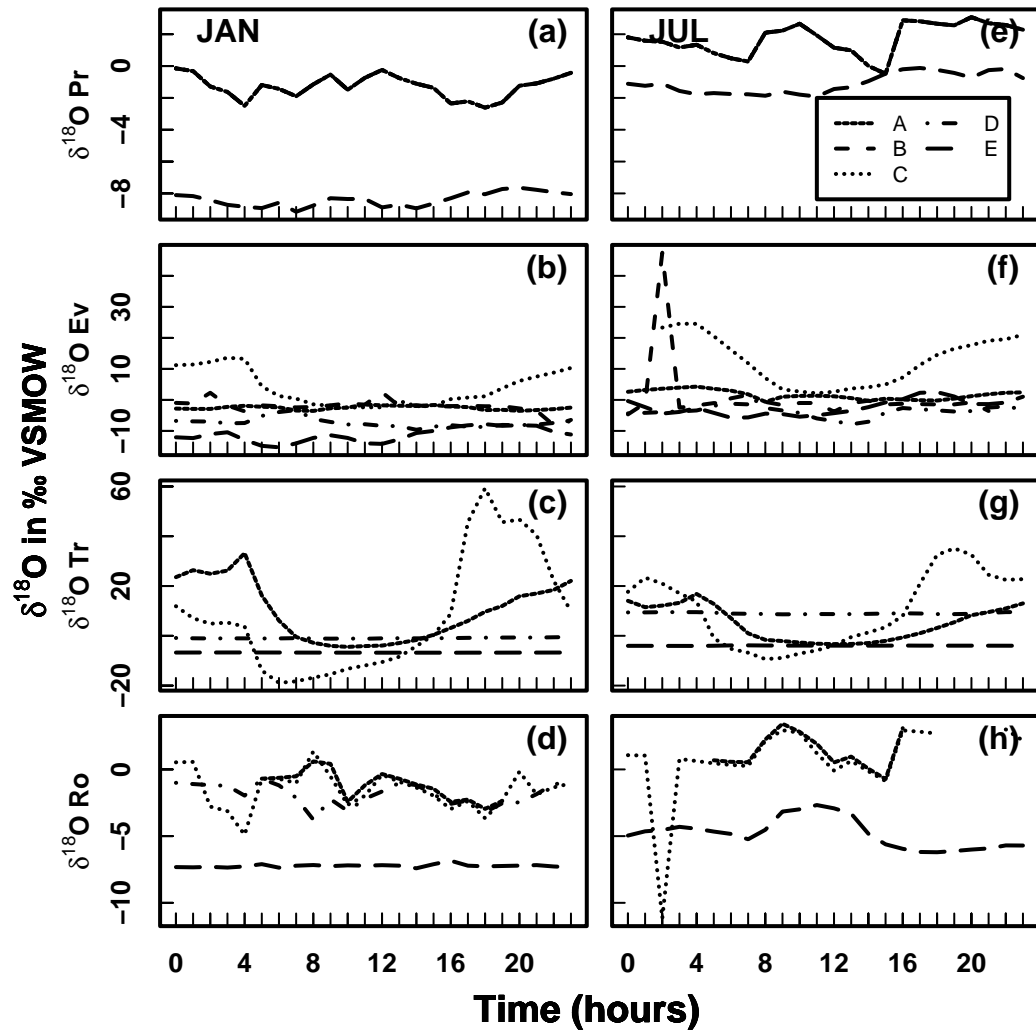 JAN (a) JUL (e)
δ¹⁸O Pr
0
−4
−8
A D
B E
C
(b) (f)
δ¹⁸O Ev
30
10
−10
δ¹⁸O in ‰ VSMOW
(c) (g)
δ¹⁸O Tr
60
20
−20
(d) (h)
δ¹⁸O Ro
0
−5
−10
0 4 8 12 16 20 0 4 8 12 16 20
Time (hours)